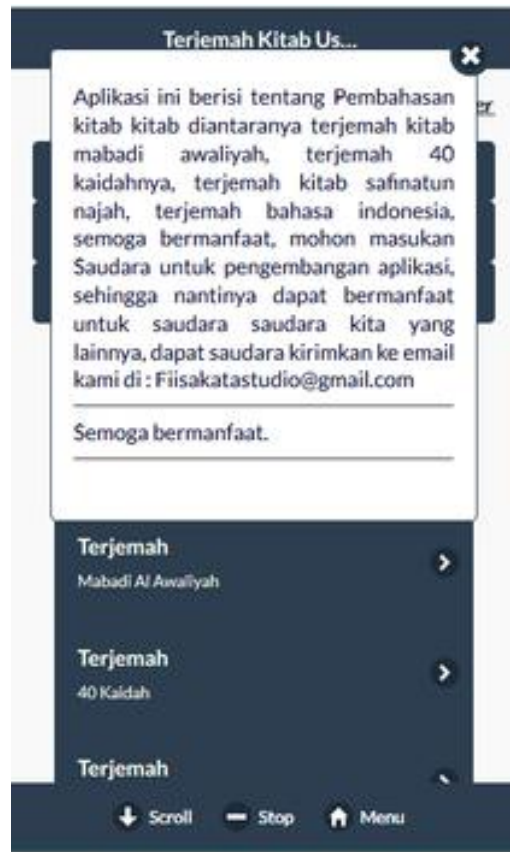 Terjemah Kitab Us...
er
Aplikasi ini berisi tentang Pembahasan
kitab kitab diantaranya terjemah kitab
mabadi awaliyah, terjemah 40
kaidahnya, terjemah kitab safinatun
najah, terjemah bahasa indonesia,
semoga bermanfaat, mohon masukan
Saudara untuk pengembangan aplikasi,
sehingga nantinya dapat bermanfaat
untuk saudara saudara kita yang
lainnya, dapat saudara kirimkan ke email
kami di : Fiisakatastudio@gmail.com
Semoga bermanfaat.
Terjemah
Mabadi Al Awaliyah
Terjemah
40 Kaidah
Terjemah
Scroll Stop Menu